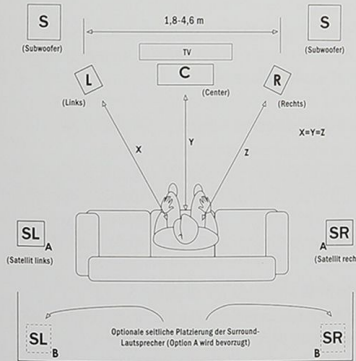 S 1,8-4,6 m S
(Subwoofer) TV (Subwoofer)
L C R
(Links) (Center) (Rechts)
X Y Z X=Y=Z
SL A A SR
(Satellit links) (Satellit rech
Optionale seitliche Platzierung der Surround-
SL B Lautsprecher (Option A wird bevorzugt) B SR